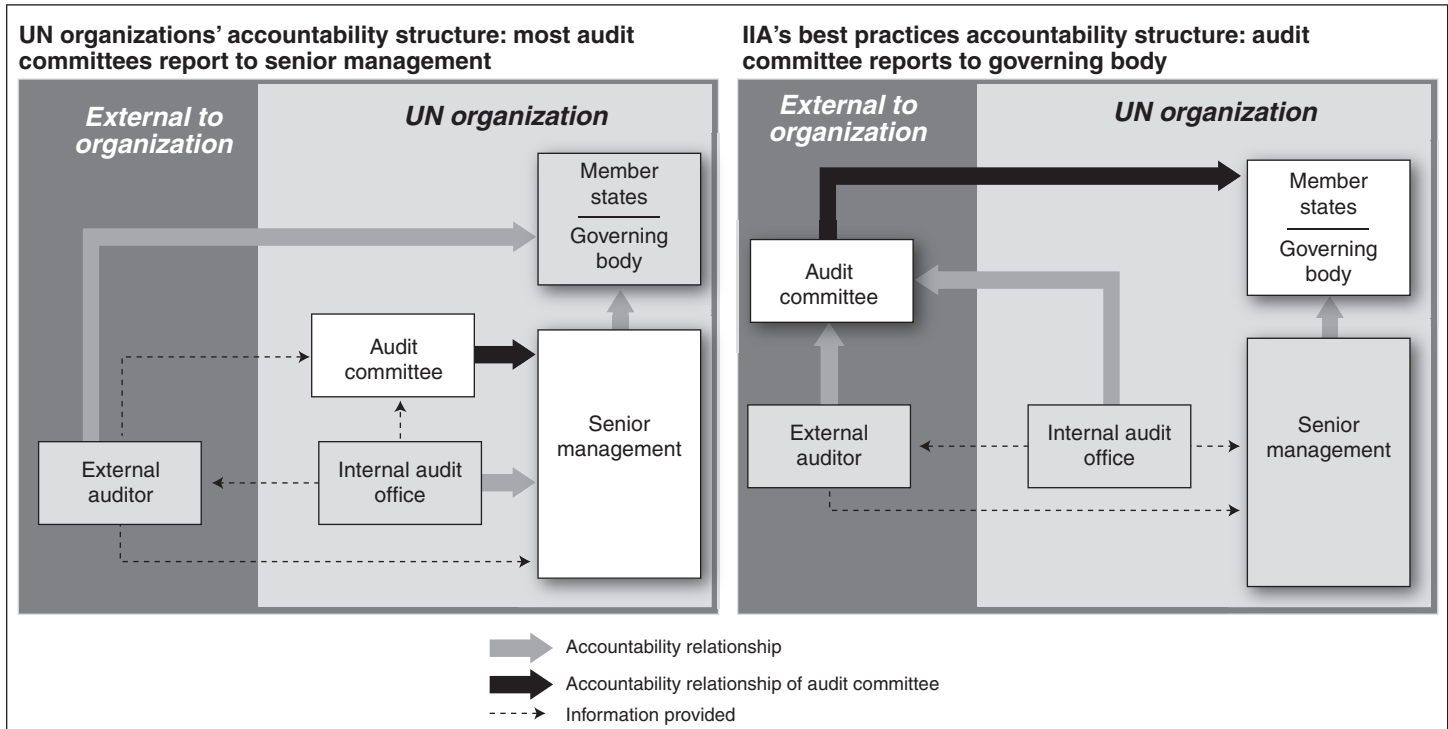 UN organizations’ accountability structure: most audit
committees report to senior management
External to
organization
UN organization
Member
states
Governing
body
Audit
committee
Senior
management
External
auditor
Internal audit
office
IIA’s best practices accountability structure: audit
committee reports to governing body
External to
organization
UN organization
Member
states
Governing
body
Audit
committee
External
auditor
Internal audit
office
Senior
management
Accountability relationship
Accountability relationship of audit committee
Information provided